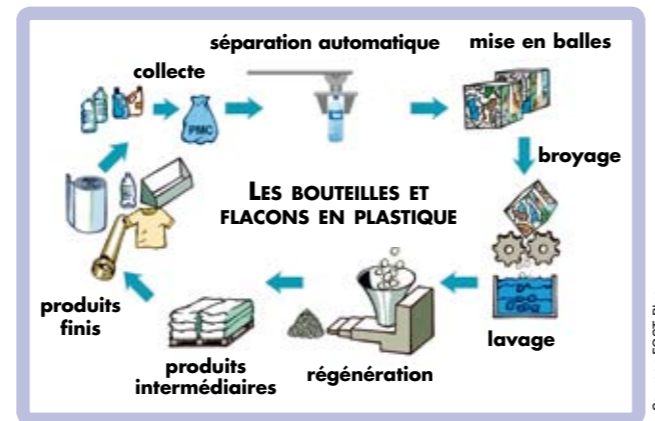 séparation automatique
mise en balles
collecte
PMC
broyage
LES BOUTEILLES ET
FLACONS EN PLASTIQUE
lavage
régénération
produits
intermédiaires
produits
finis